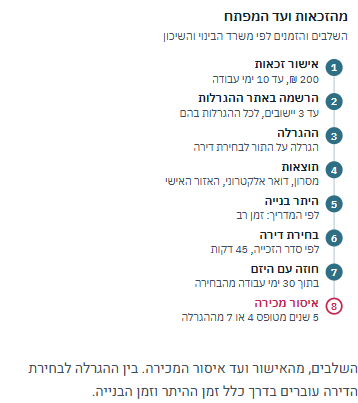 מהזכאות ועד המפתח
השלבים והזמנים לפי משרד הבינוי והשיכון
1 אישור זכאות
200 ₪, עד 10 ימי עבודה
2 הרשמה באתר ההגרלות
עד 3 יישובים, לכל ההגרלות בהם
3 ההגרלה
הגרלה על התור לבחירת דירה
4 תוצאות
מסרון, דואר אלקטרוני, האזור האישי
5 היתר בנייה
לפי המדריך: זמן רב
6 בחירת דירה
לפי סדר הזכייה, 45 דקות
7 חוזה עם היזם
בתוך 30 ימי עבודה מהבחירה
8 איסור מכירה
5 שנים מטופס 4 או 7 מההגרלה
השלבים, מהאישור ועד איסור המכירה. בין ההגרלה לבחירת
הדירה עוברים בדרך כלל זמן ההיתר וזמן הבנייה.